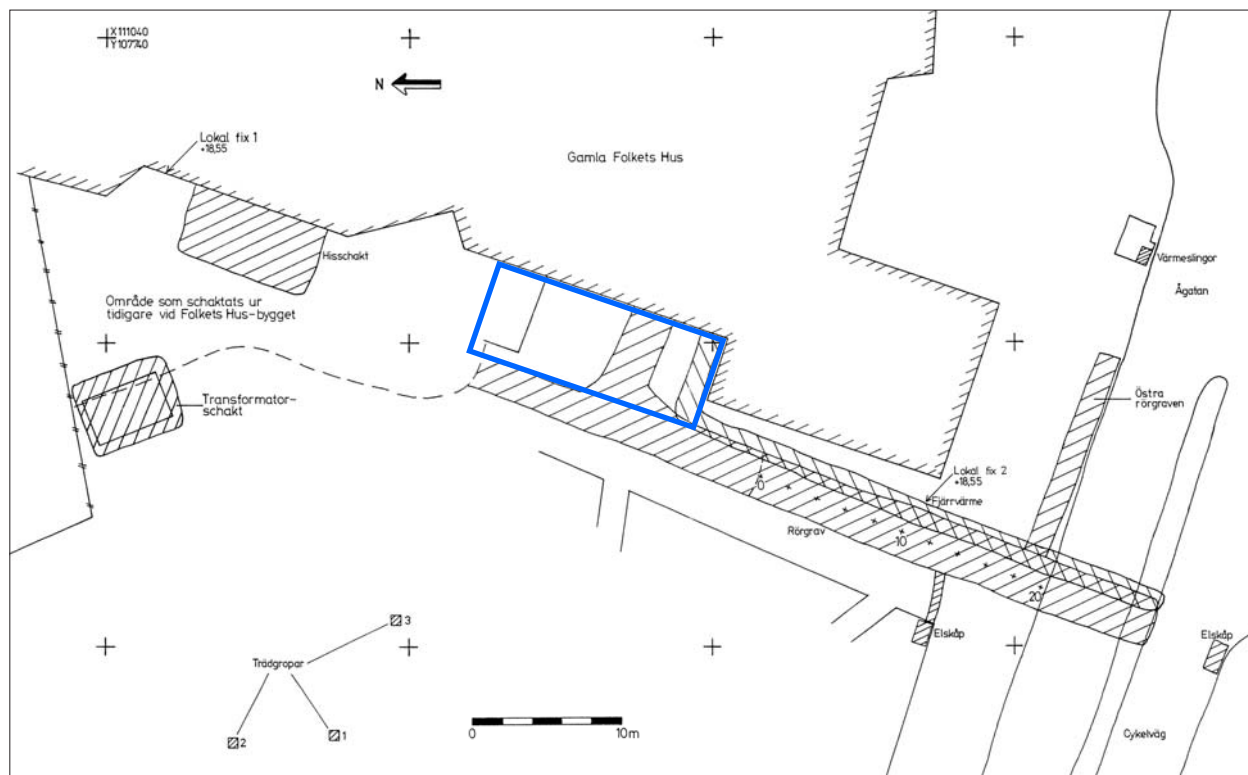 X111040
Y107740
N
Lokal fix 1
+18,55
Gamla Folkets Hus
Hisschakt
Värmeslingor
Ågatan
Område som schaktats ur
tidigare vid Folkets Hus-bygget
Transformator-
schakt
Östra
rörgraven
Lokal fix 2
+18,55
Fjärrvärme
0
Rörgrav
10
20
3
Elskåp
Elskåp
Trädgropar
1
2
0
10m
Cykelväg